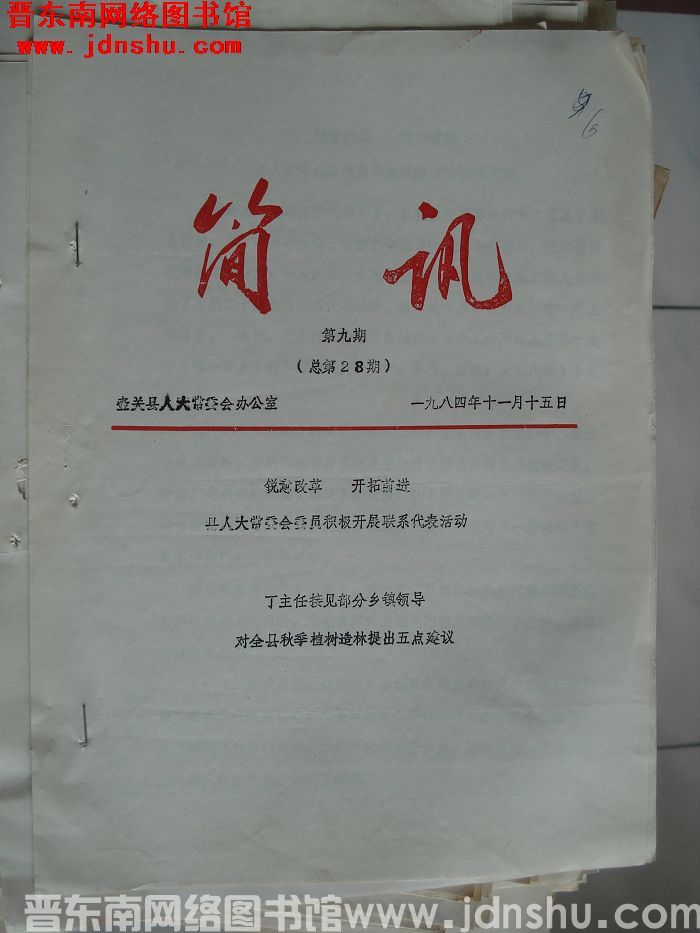 晋东南网络图书馆
www.jdnshu.com
简讯
第九期
(总第28期)
壶关县人大常委会办公室 一九八四年十一月十五日
锐意改革 开拓前进
县人大常委会委员积极开展联系代表活动
丁主任接见部分乡镇领导
对全县秋季植树造林提出五点建议
晋东南网络图书馆www.jdnshu.com